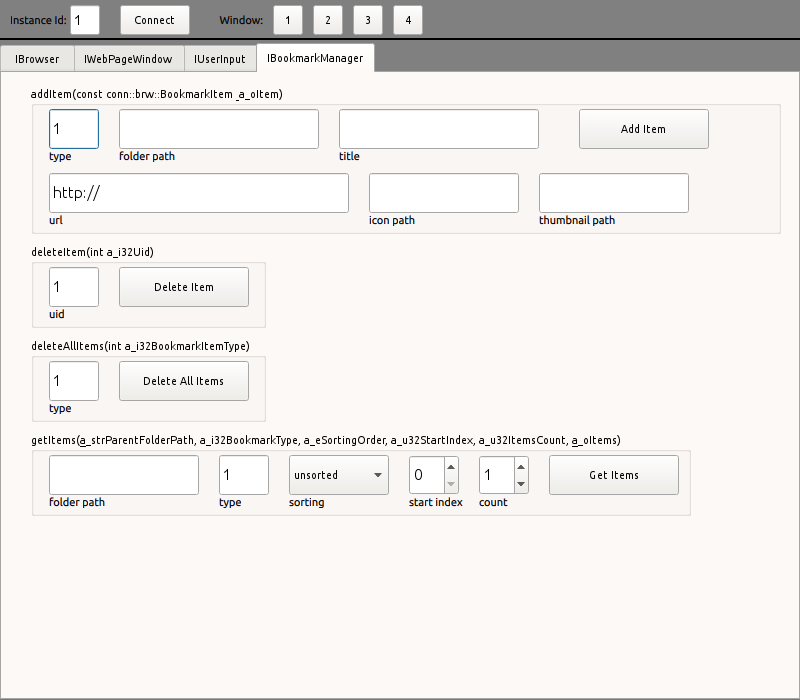 Instance Id: 1 Connect Window: 1 2 3 4
IBrowser IWebPageWindow IUserInput IBookmarkManager
addItem(const conn::brw::BookmarkItem _a_oItem)
1 Add Item
type folder path title
http://
url icon path thumbnail path
deleteItem(int a_i32Uid)
1 Delete Item
uid
deleteAllItems(int a_i32BookmarkItemType)
1 Delete All Items
type
getItems(a_strParentFolderPath, a_i32BookmarkType, a_eSortingOrder, a_u32StartIndex, a_u32ItemsCount, a_oItems)
1 unsorted 0 1 Get Items
folder path type sorting start index count